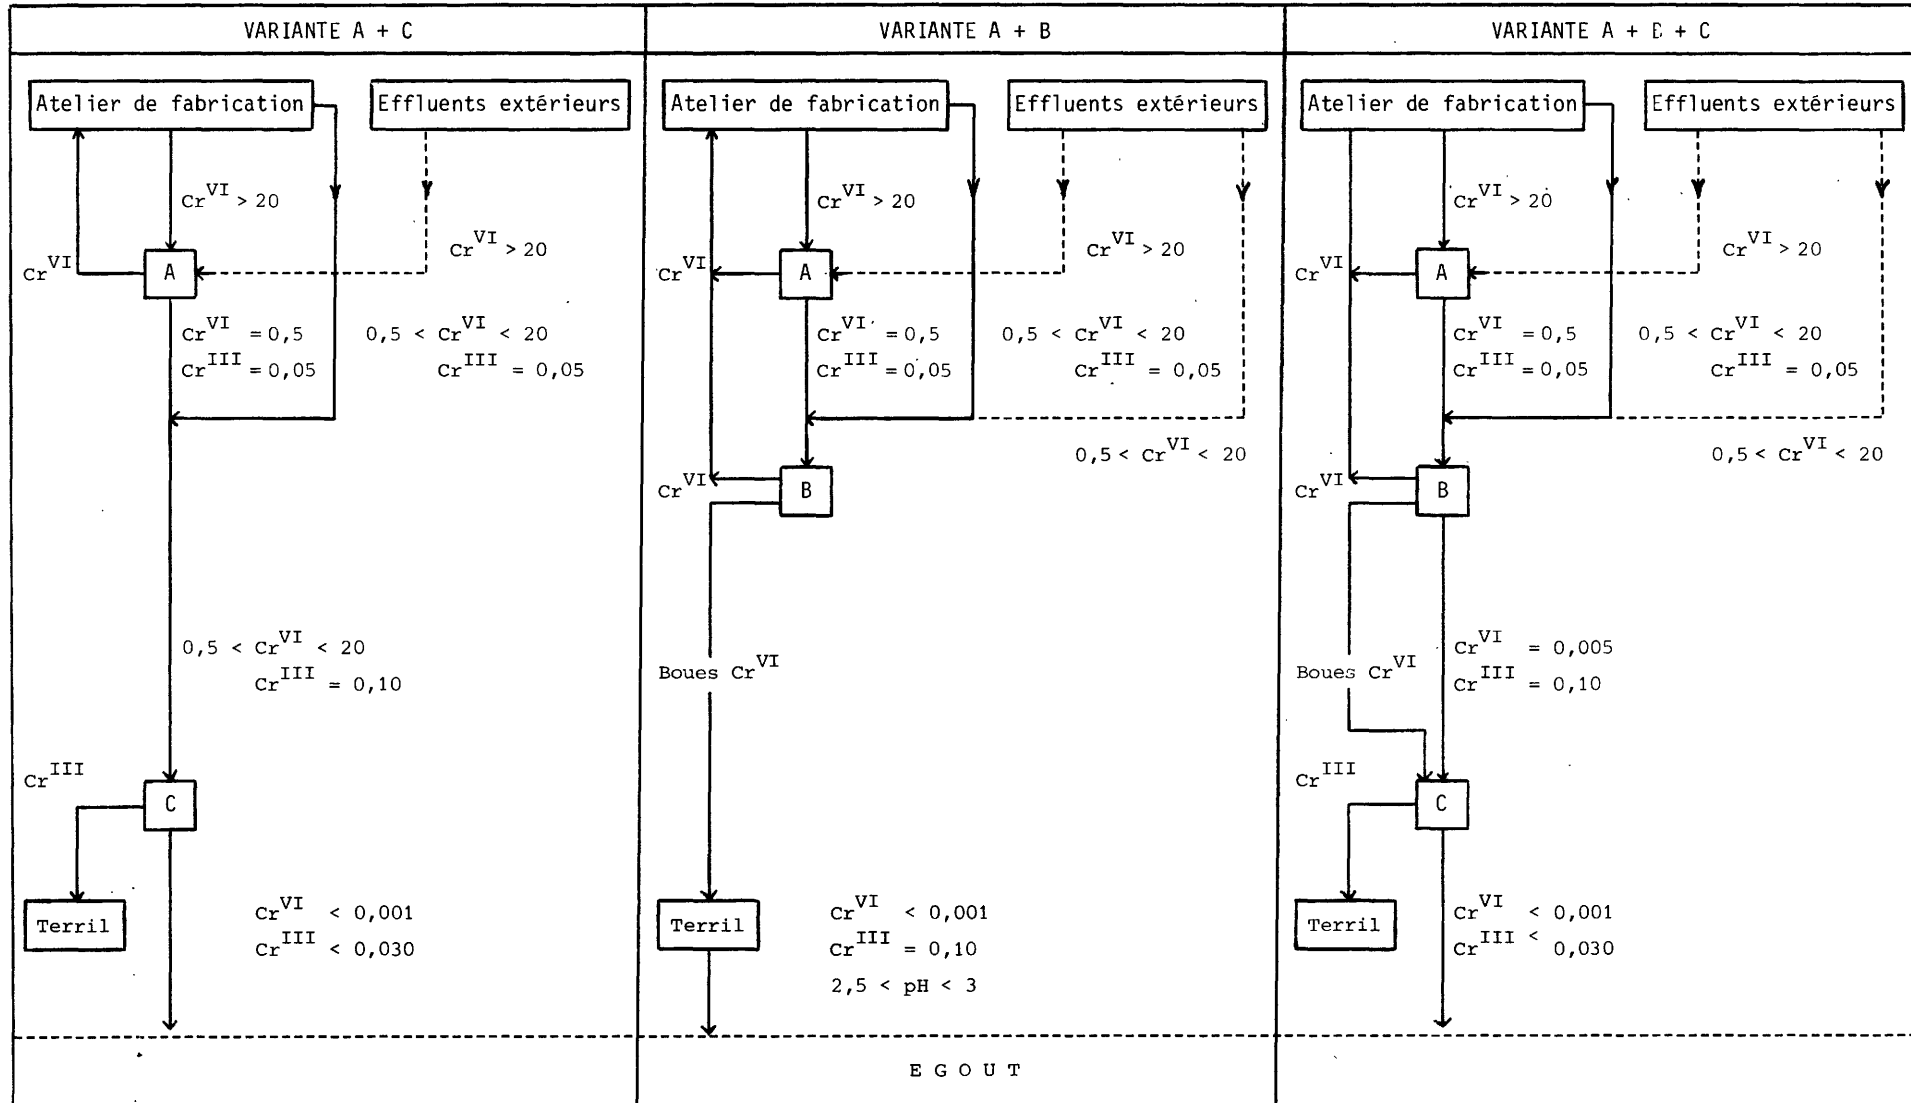 VARIANTE A + C
Atelier de fabrication
Effluents extérieurs
Cr^VI > 20
Cr^VI > 20
Cr^VI
A
Cr^VI = 0,5
Cr^III = 0,05
0,5 < Cr^VI < 20
Cr^III = 0,05
0,5 < Cr^VI < 20
Cr^III = 0,10
Cr^III
C
Terril
Cr^VI < 0,001
Cr^III < 0,030
VARIANTE A + B
Atelier de fabrication
Effluents extérieurs
Cr^VI > 20
Cr^VI > 20
Cr^VI
A
Cr^VI = 0,5
Cr^III = 0,05
0,5 < Cr^VI < 20
Cr^III = 0,05
0,5 < Cr^VI < 20
Cr^VI
B
Boues Cr^VI
Terril
Cr^VI < 0,001
Cr^III = 0,10
2,5 < pH < 3
VARIANTE A + B + C
Atelier de fabrication
Effluents extérieurs
Cr^VI > 20
Cr^VI > 20
Cr^VI
A
Cr^VI = 0,5
Cr^III = 0,05
0,5 < Cr^VI < 20
Cr^III = 0,05
0,5 < Cr^VI < 20
Cr^VI
B
Boues Cr^VI
Cr^VI = 0,005
Cr^III = 0,10
Cr^III
C
Terril
Cr^VI < 0,001
Cr^III < 0,030
EGOUT